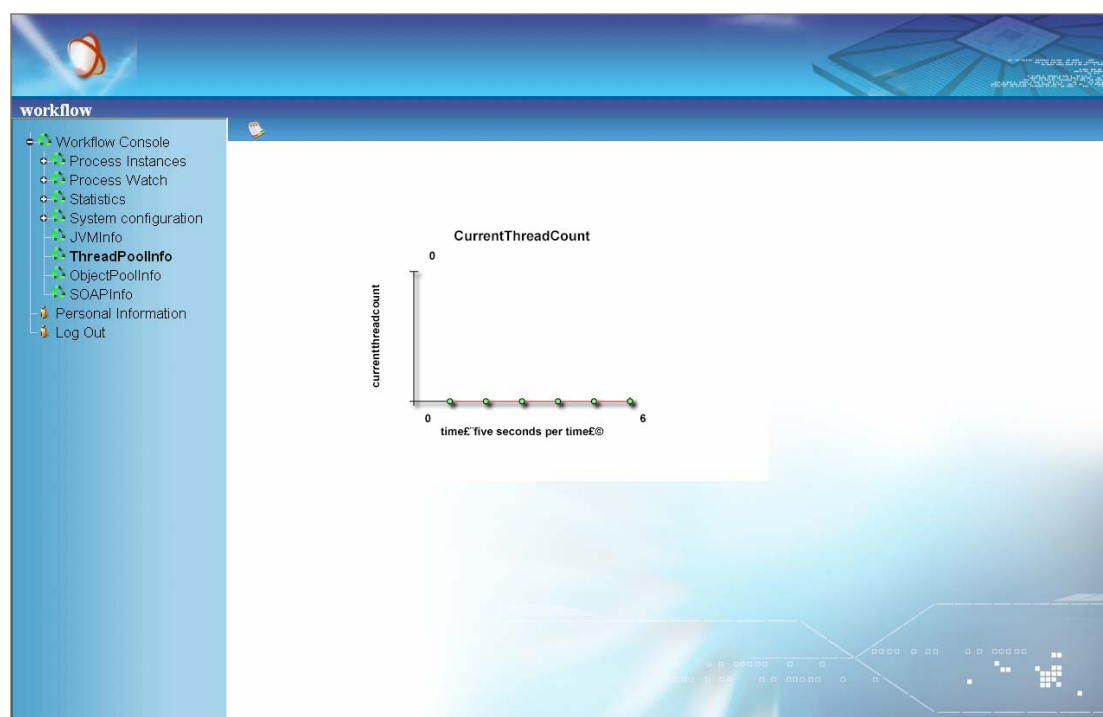 workflow
Workflow Console
Process Instances
Process Watch
Statistics
System configuration
JVMInfo
ThreadPoolInfo
ObjectPoolInfo
SOAPInfo
Personal Information
Log Out
CurrentThreadCount
0
currentthreadcount
0
6
time£¨five seconds per time£©